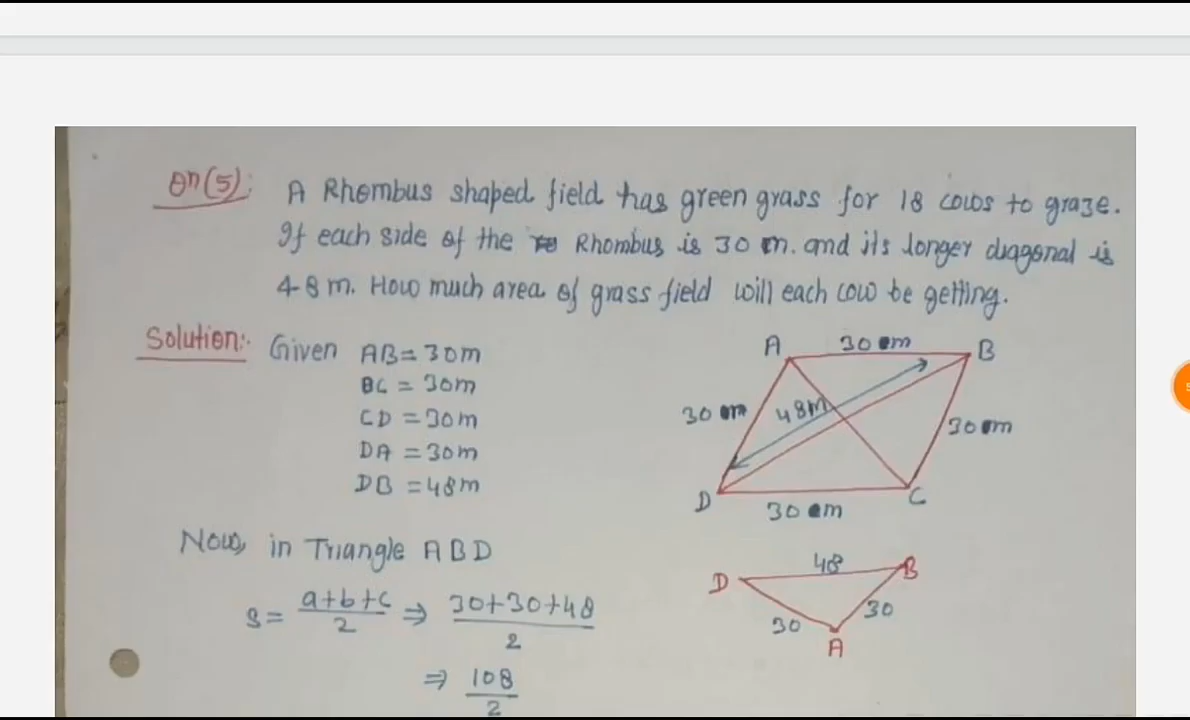 Qn(5):  A Rhombus shaped field has green grass for 18 cows to graze.
If each side of the Rhombus is 30 m. and its longer diagonal is
48 m. How much area of grass field will each cow be getting.
Solution:- Given AB = 30m
BC = 30m
CD = 30m
DA = 30m
DB = 48m
A 30 m B
30 m 48M 30 m
D 30 m C
Now, in Triangle ABD
S = a+b+c / 2 ⇒ 30+30+48 / 2
⇒ 108 / 2
D 48 B
30 30
A